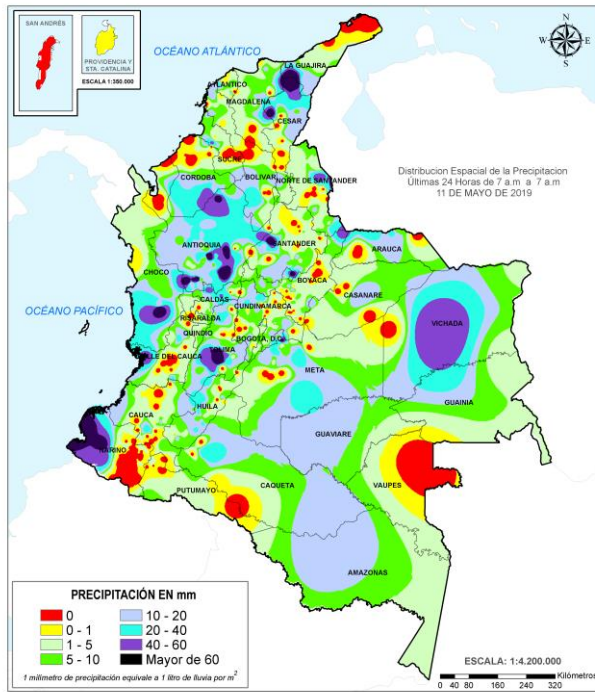 SAN ANDRÉS
PROVIDENCIA Y
STA. CATALINA
ESCALA 1:380.000
OCÉANO ATLÁNTICO
N
W E
S
LA GUAJIRA
ATLANTICO
MAGDALENA
CESAR
SUCRE
CORDOBA
BOLIVAR
NORTE DE SANTANDER
Distribucion Espacial de la Precipitacion
Últimas 24 Horas de 7 a.m a 7 a.m
11 DE MAYO DE 2019
ANTIOQUIA
SANTANDER
ARAUCA
CHOCO
BOYACA
CASANARE
OCÉANO PACÍFICO
CALDAS
CUNDINAMARCA
RISARALDA
VICHADA
QUINDIO
BOGOTA, D.C.
TOLIMA
VALLE DEL CAUCA
META
GUAINIA
HUILA
CAUCA
GUAVIARE
NARIÑO
PUTUMAYO
CAQUETA
VAUPES
AMAZONAS
PRECIPITACIÓN EN mm
0
0 - 1
1 - 5
5 - 10
10 - 20
20 - 40
40 - 60
Mayor de 60
1 milimetro de precipitación equivale a 1 litro de lluvia por m²
ESCALA: 1:4.200.000
0 40 80 160 240 320
Kilómetros